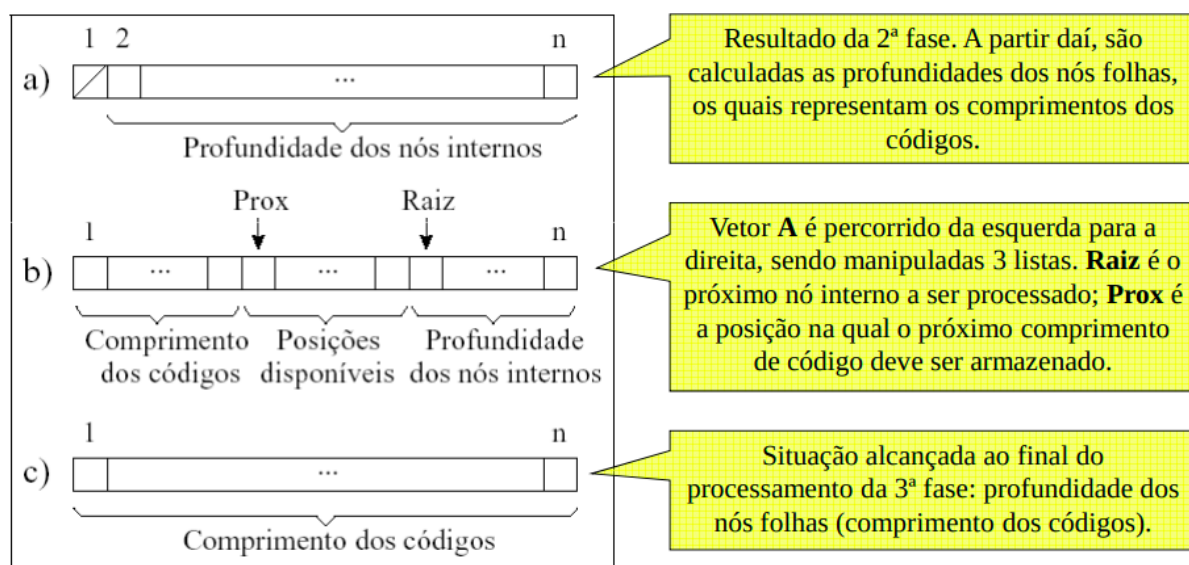 1 2 n
a) ...
Profundidade dos nós internos
Resultado da 2ª fase. A partir daí, são
calculadas as profundidades dos nós folhas,
os quais representam os comprimentos dos
códigos.
Prox Raiz
1 n
b) ... ... ...
Comprimento Posições Profundidade
dos códigos disponíveis dos nós internos
Vetor A é percorrido da esquerda para a
direita, sendo manipuladas 3 listas. Raiz é o
próximo nó interno a ser processado; Prox é
a posição na qual o próximo comprimento
de código deve ser armazenado.
1 n
c) ...
Comprimento dos códigos
Situação alcançada ao final do
processamento da 3ª fase: profundidade dos
nós folhas (comprimento dos códigos).